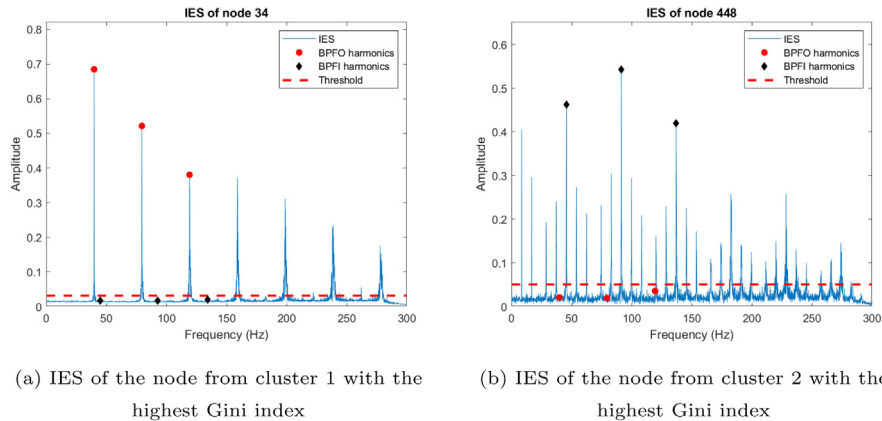 IES of node 34
0.8
0.7
0.6
0.5
0.4
0.3
0.2
0.1
0
Amplitude
0
50
100
150
200
250
300
Frequency (Hz)
IES
BPFO harmonics
BPFI harmonics
Threshold
(a) IES of the node from cluster 1 with the
highest Gini index
IES of node 448
0.6
0.5
0.4
0.3
0.2
0.1
0
Amplitude
0
50
100
150
200
250
300
Frequency (Hz)
IES
BPFO harmonics
BPFI harmonics
Threshold
(b) IES of the node from cluster 2 with the
highest Gini index